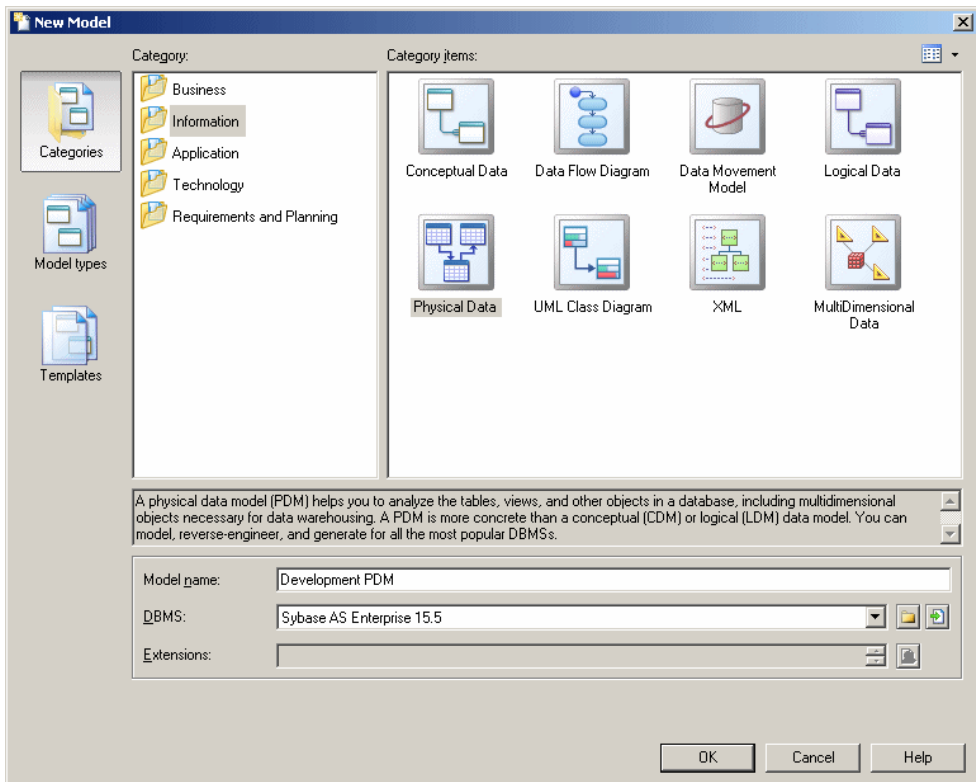 New Model
Category:
Category items:
Categories
Model types
Templates
Business
Information
Application
Technology
Requirements and Planning
Conceptual Data
Data Flow Diagram
Data Movement
Model
Logical Data
Physical Data
UML Class Diagram
XML
MultiDimensional
Data
A physical data model (PDM) helps you to analyze the tables, views, and other objects in a database, including multidimensional
objects necessary for data warehousing. A PDM is more concrete than a conceptual (CDM) or logical (LDM) data model. You can
model, reverse-engineer, and generate for all the most popular DBMSs.
Model name:
Development PDM
DBMS:
Sybase AS Enterprise 15.5
Extensions:
OK
Cancel
Help